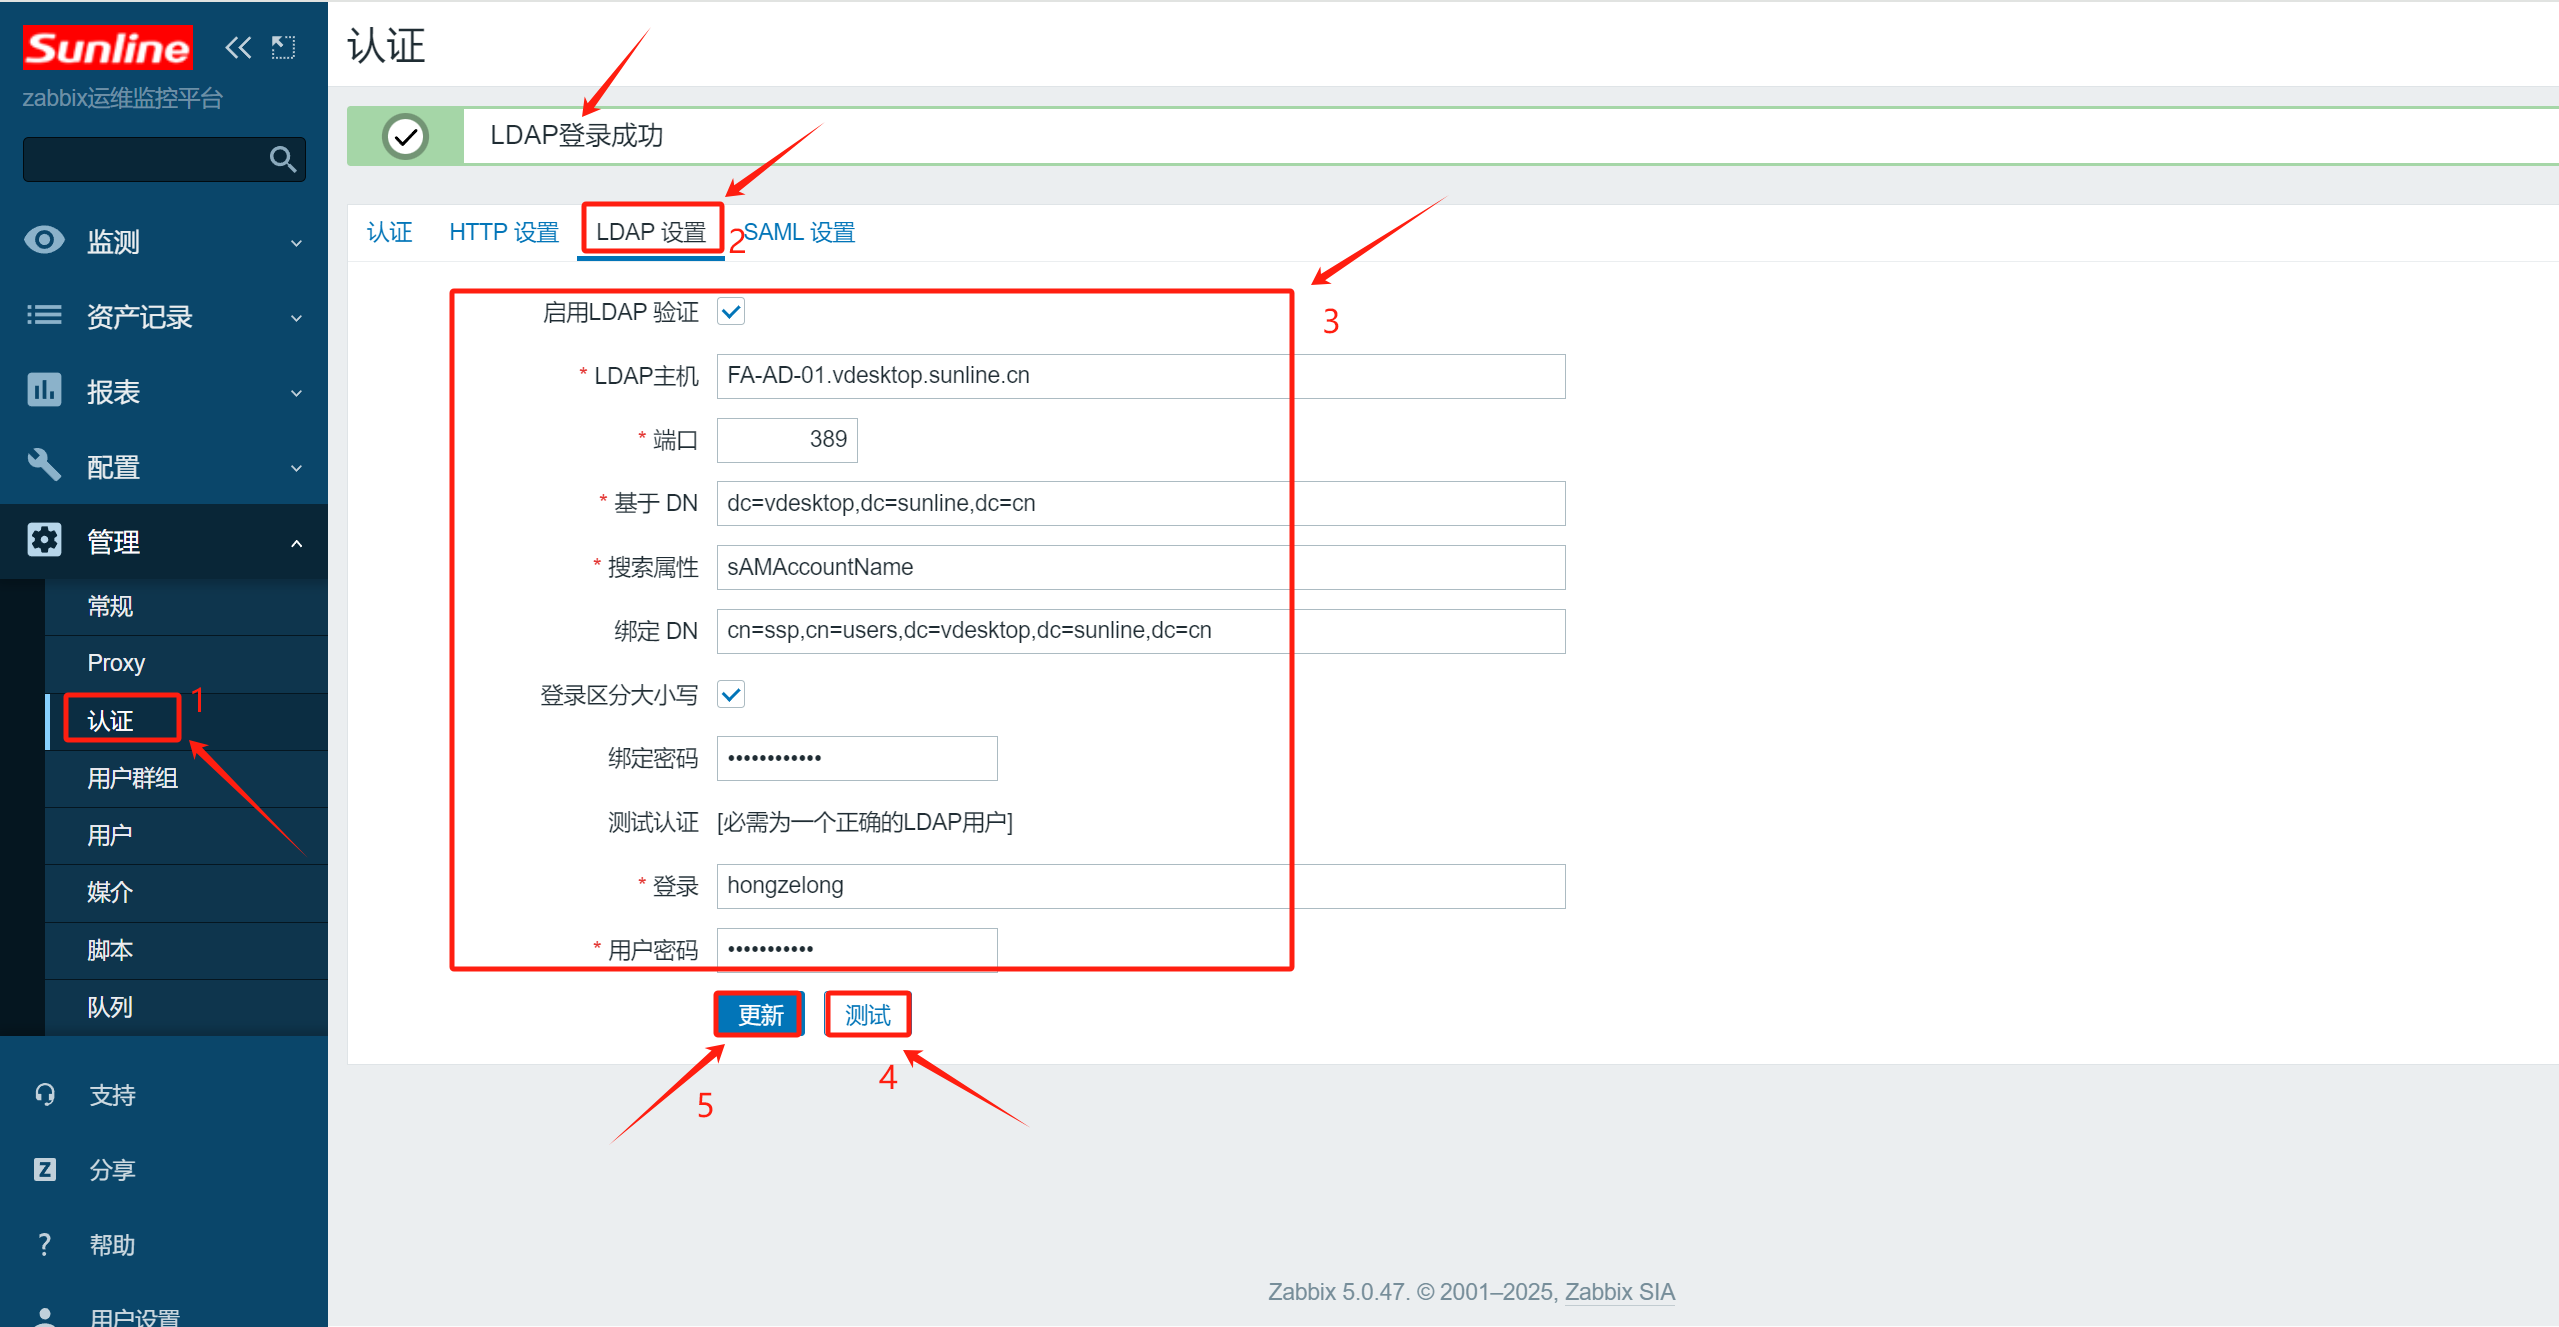 Sunline
zabbix运维监控平台
监测
资产记录
报表
配置
管理
常规
Proxy
认证
1
用户群组
用户
媒介
脚本
队列
支持
Z
分享
?
帮助
用户设置
认证
LDAP登录成功
认证
HTTP 设置
LDAP 设置
2
SAML 设置
3
启用LDAP 验证
* LDAP主机 FA-AD-01.vdesktop.sunline.cn
* 端口 389
* 基于 DN dc=vdesktop,dc=sunline,dc=cn
* 搜索属性 sAMAccountName
绑定 DN cn=ssp,cn=users,dc=vdesktop,dc=sunline,dc=cn
登录区分大小写
绑定密码 ••••••••••••
测试认证 [必需为一个正确的LDAP用户]
* 登录 hongzelong
* 用户密码 •••••••••••
更新
测试
4
5
Zabbix 5.0.47. © 2001–2025, Zabbix SIA